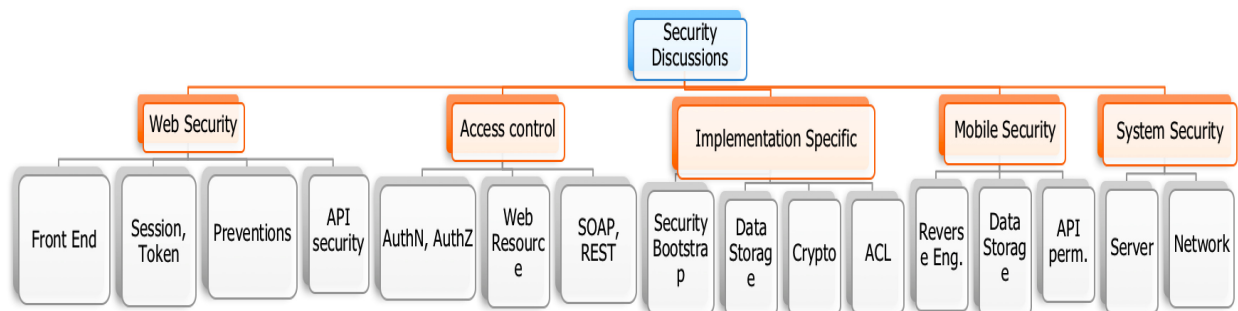 Security
Discussions
Web Security
Access control
Implementation Specific
Mobile Security
System Security
Front End
Session,
Token
Preventions
API
security
AuthN, AuthZ
Web
Resourc
e
SOAP,
REST
Security
Bootstra
p
Data
Storag
e
Crypto
ACL
Revers
e Eng.
Data
Storag
e
API
perm.
Server
Network